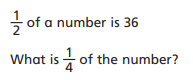 1/2 of a number is 36
What is 1/4 of the number?